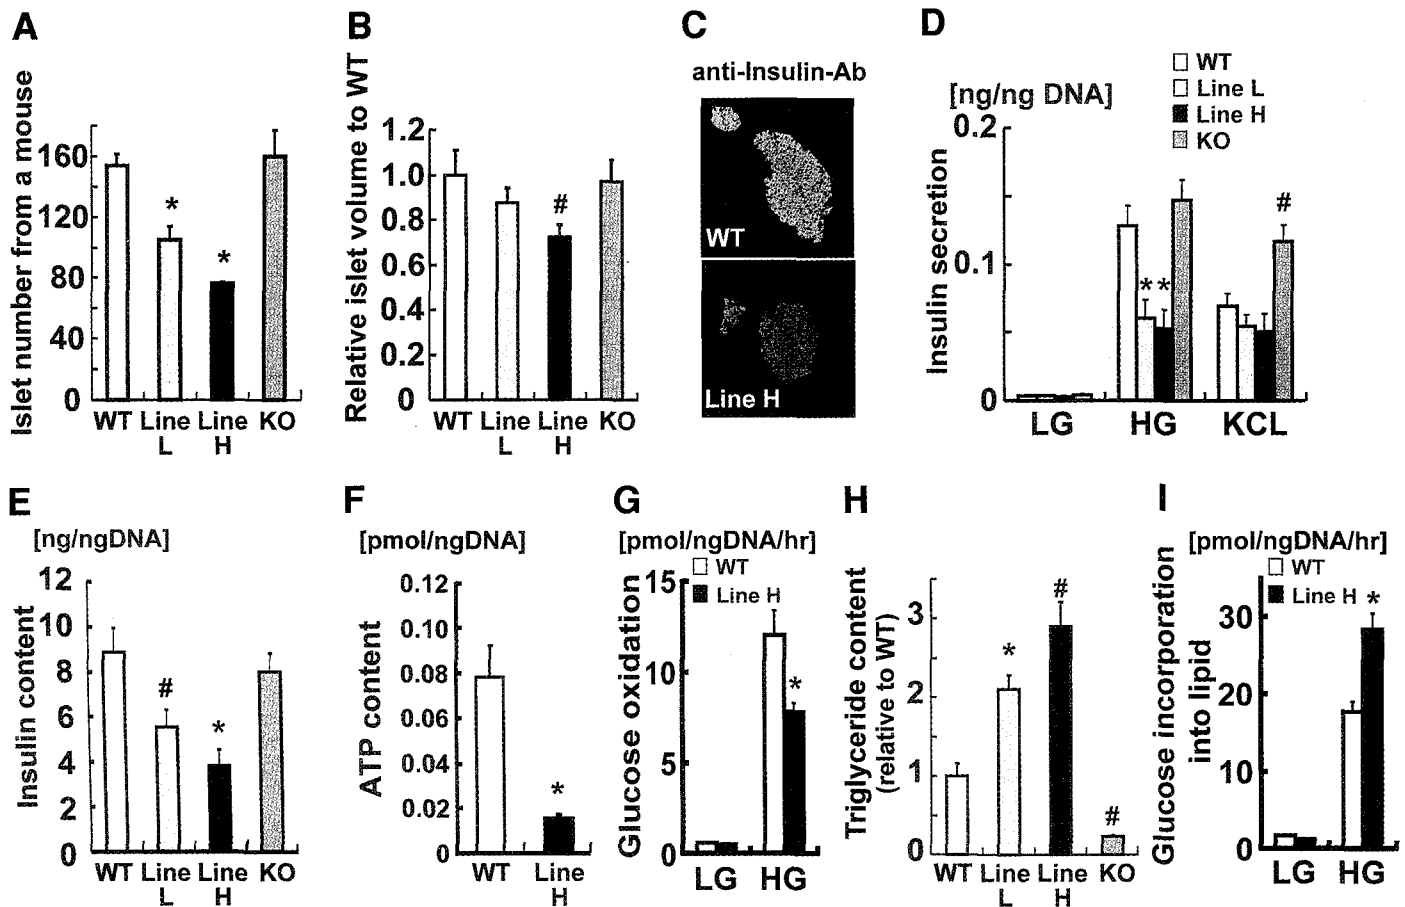 A
Islet number from a mouse
160
120
80
40
0
*
*
WT Line L Line H KO
B
Relative islet volume to WT
1.2
1.0
0.8
0.6
0.4
0.2
0
#
WT Line L Line H KO
C
anti-Insulin-Ab
WT
Line H
D
WT
Line L
Line H
KO
[ng/ng DNA]
Insulin secretion
0.2
0.1
0
**
#
LG HG KCL
E
[ng/ngDNA]
Insulin content
12
10
8
6
4
2
0
#
*
WT Line L Line H KO
F
[pmol/ngDNA]
ATP content
0.12
0.10
0.08
0.06
0.04
0.02
0
*
WT Line H
G
[pmol/ngDNA/hr]
WT
Line H
Glucose oxidation
15
10
5
0
*
LG HG
H
Triglyceride content
(relative to WT)
3
2
1
0
*
#
#
WT Line L Line H KO
I
[pmol/ngDNA/hr]
WT
Line H
*
Glucose incorporation
into lipid
30
20
10
0
LG HG